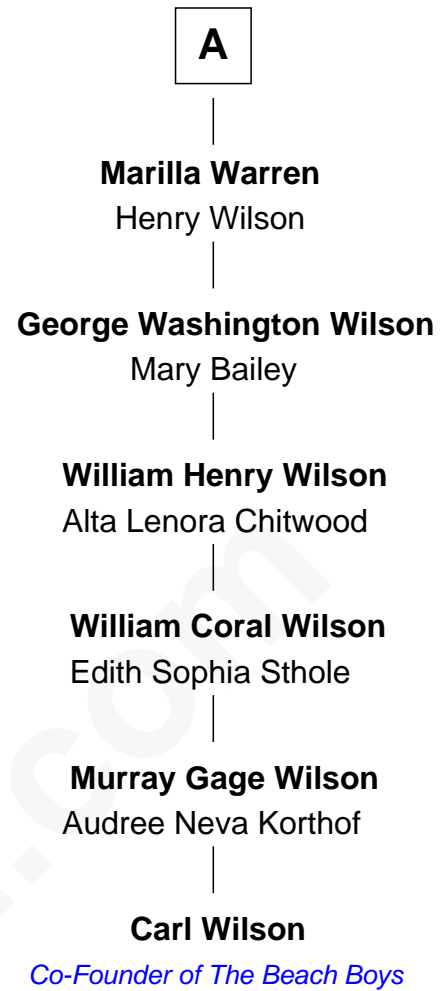 A
Marilla Warren
Henry Wilson
George Washington Wilson
Mary Bailey
William Henry Wilson
Alta Lenora Chitwood
William Coral Wilson
Edith Sophia Sthole
Murray Gage Wilson
Audree Neva Korthof
Carl Wilson
Co-Founder of The Beach Boys